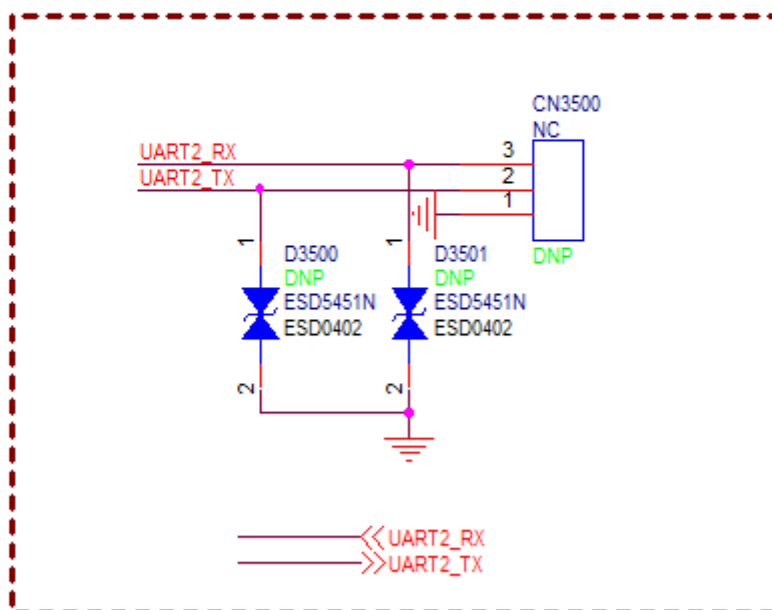 CN3500
NC
UART2_RX
3
UART2_TX
2
1
1
D3500
DNP
ESD5451N
ESD0402
2
1
D3501
DNP
ESD5451N
ESD0402
2
DNP
UART2_RX
UART2_TX